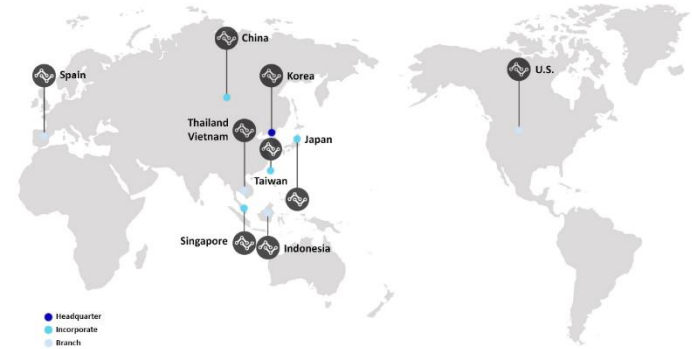 China
Spain
Korea
U.S.
Thailand
Vietnam
Japan
Taiwan
Singapore
Indonesia
Headquarter
Incorporate
Branch